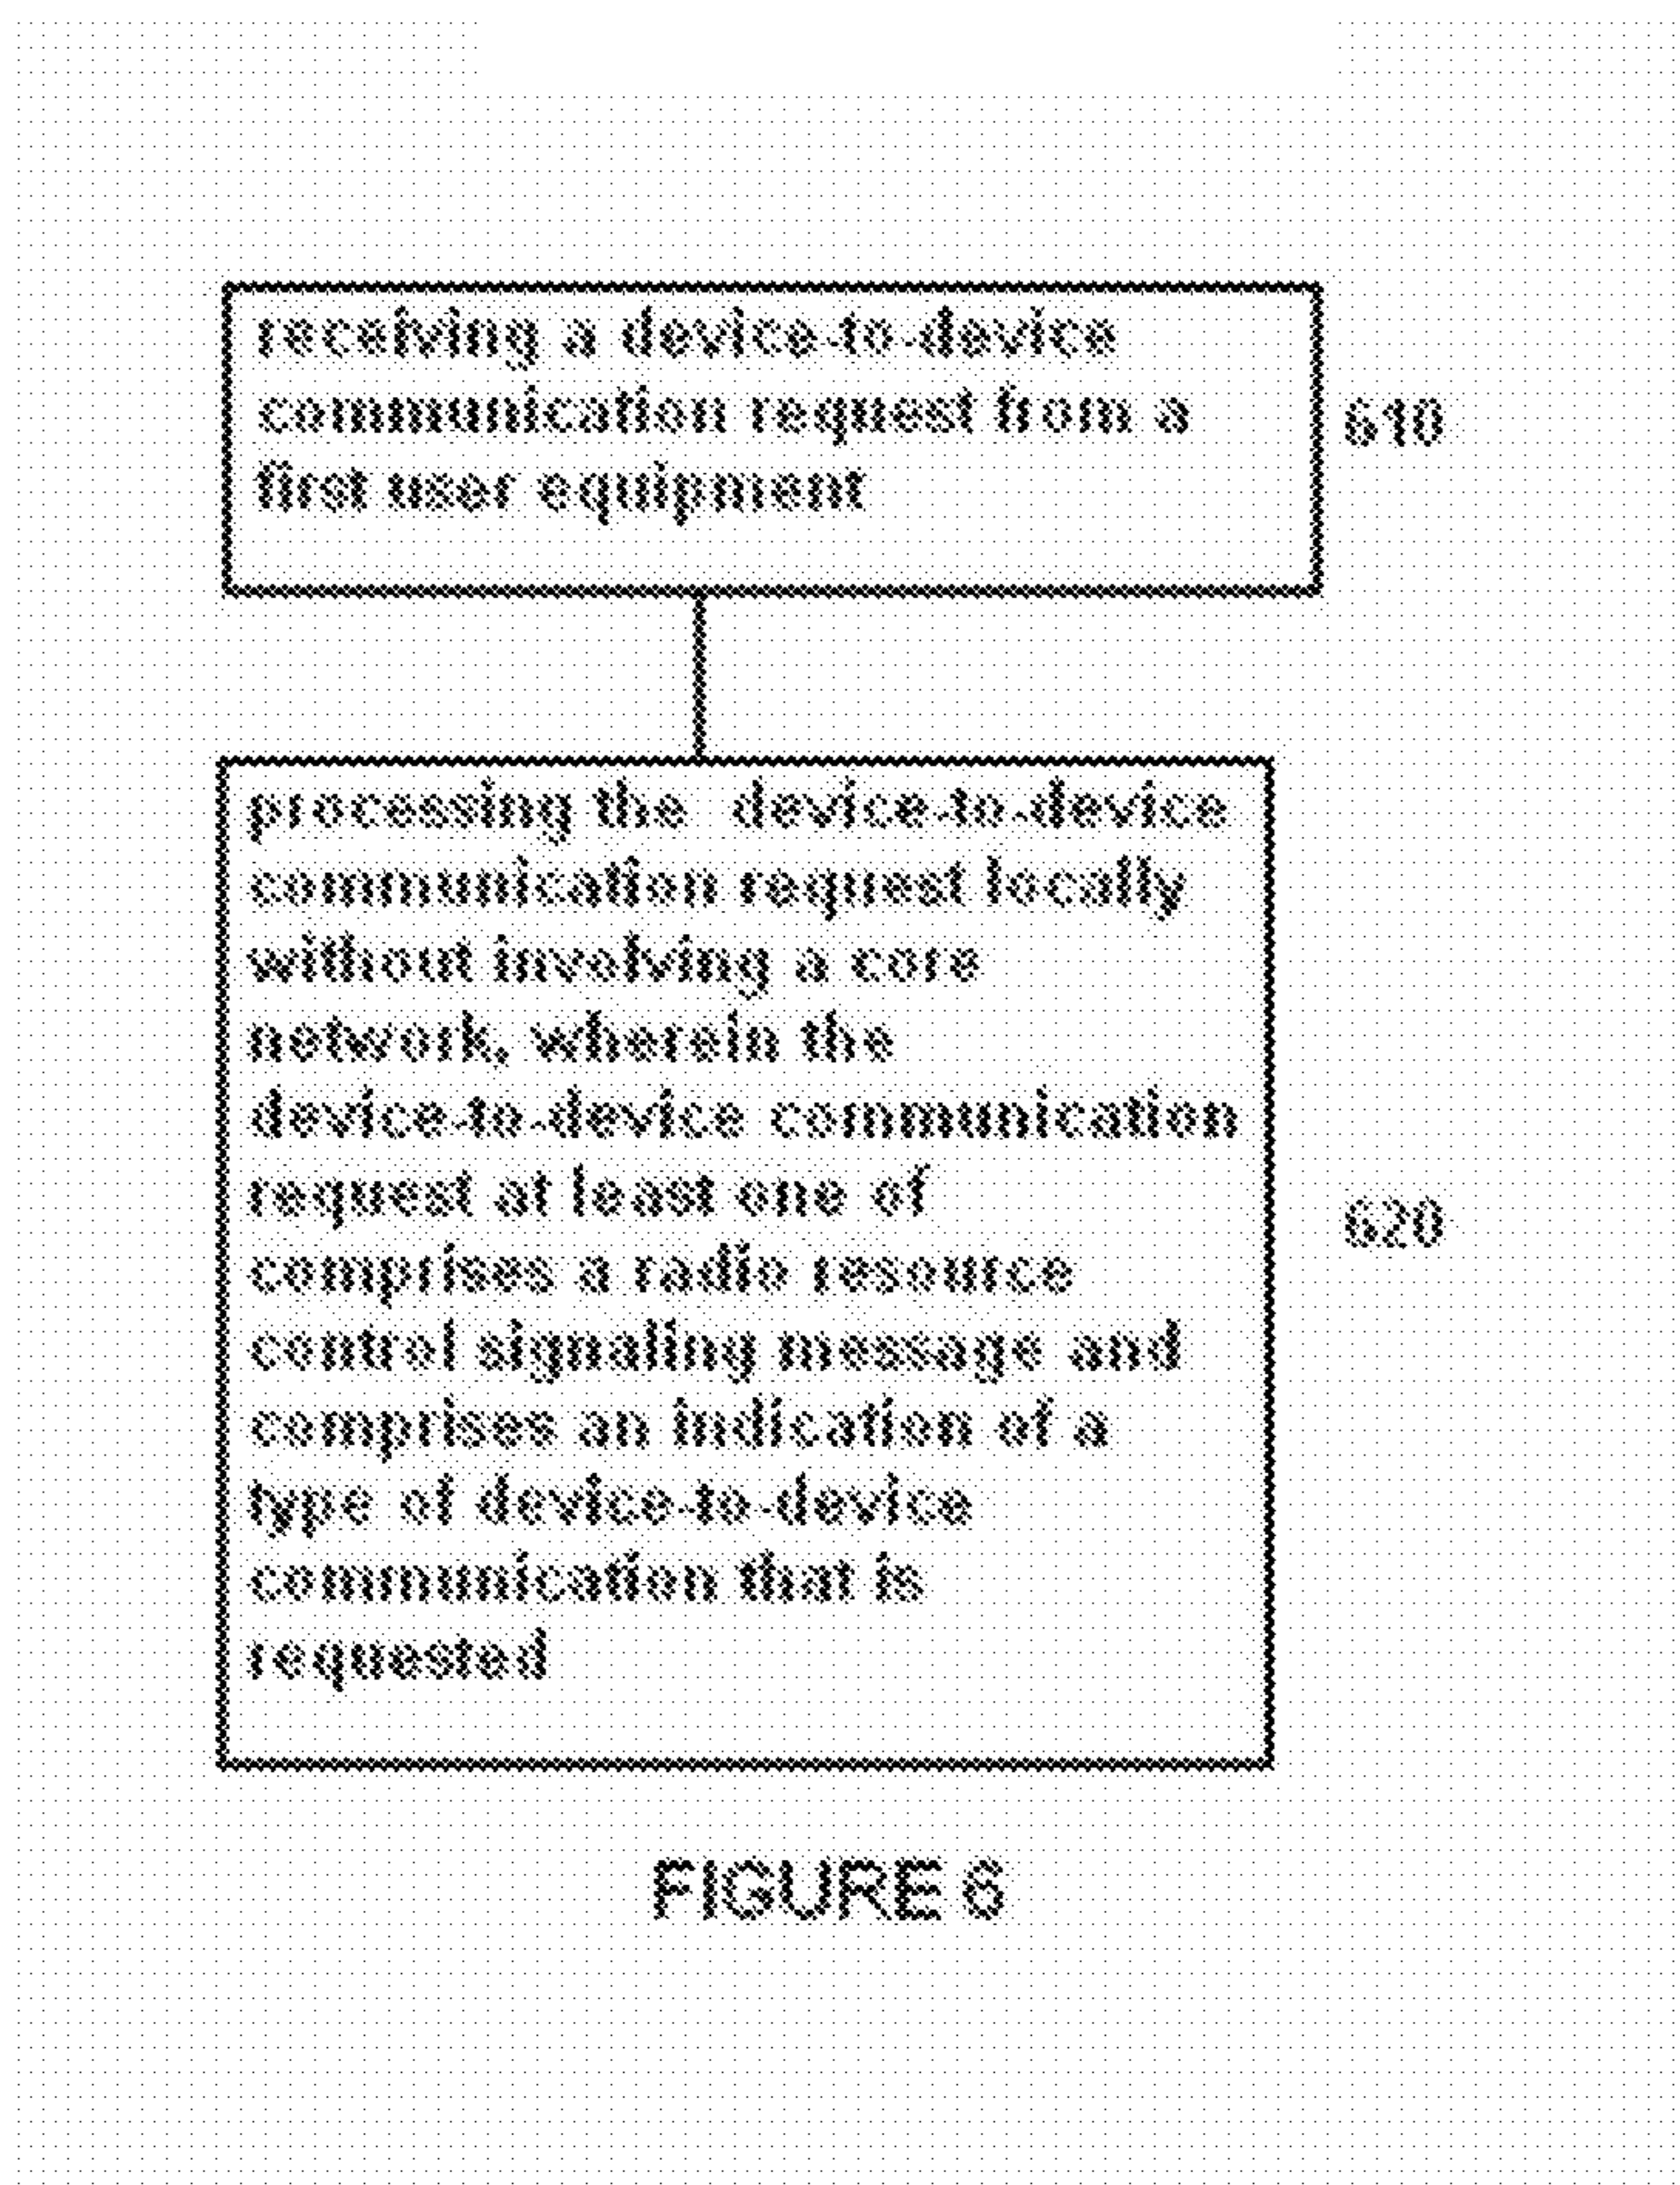 receiving a device-to-device
communication request from a
first user equipment
610
processing the device-to-device
communication request locally
without involving a core
network, wherein the
device-to-device communication
request at least one of
comprises a radio resource
control signaling message and
comprises an indication of a
type of device-to-device
communication that is
requested
620
FIGURE 6